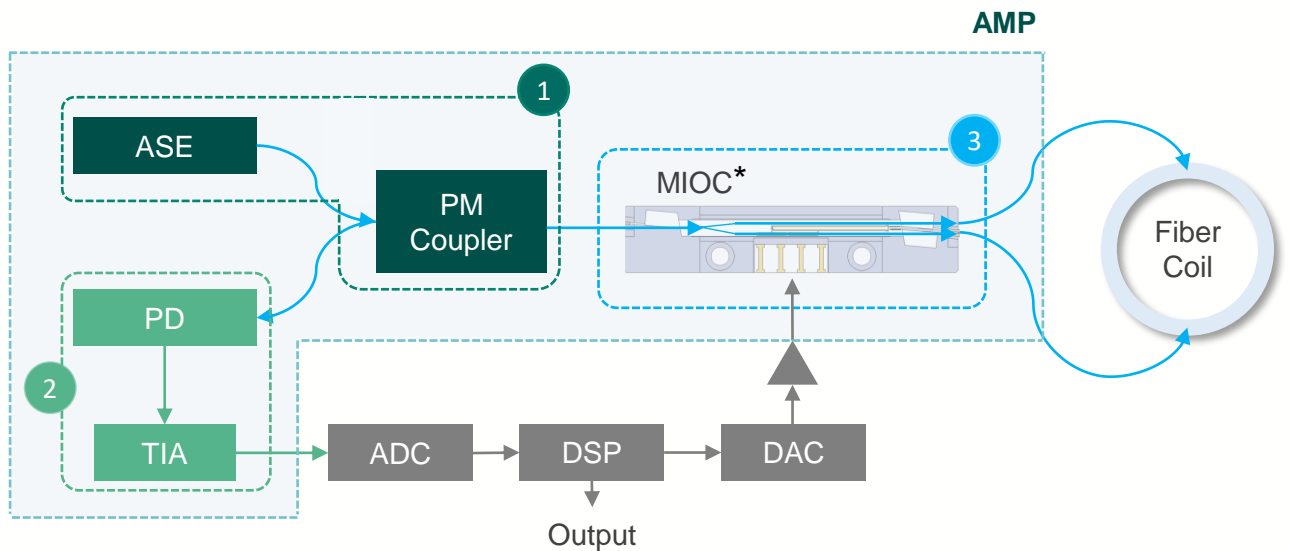 AMP
1
ASE
3
MIOC*
PM
Coupler
Fiber
Coil
PD
2
TIA
ADC
DSP
DAC
Output